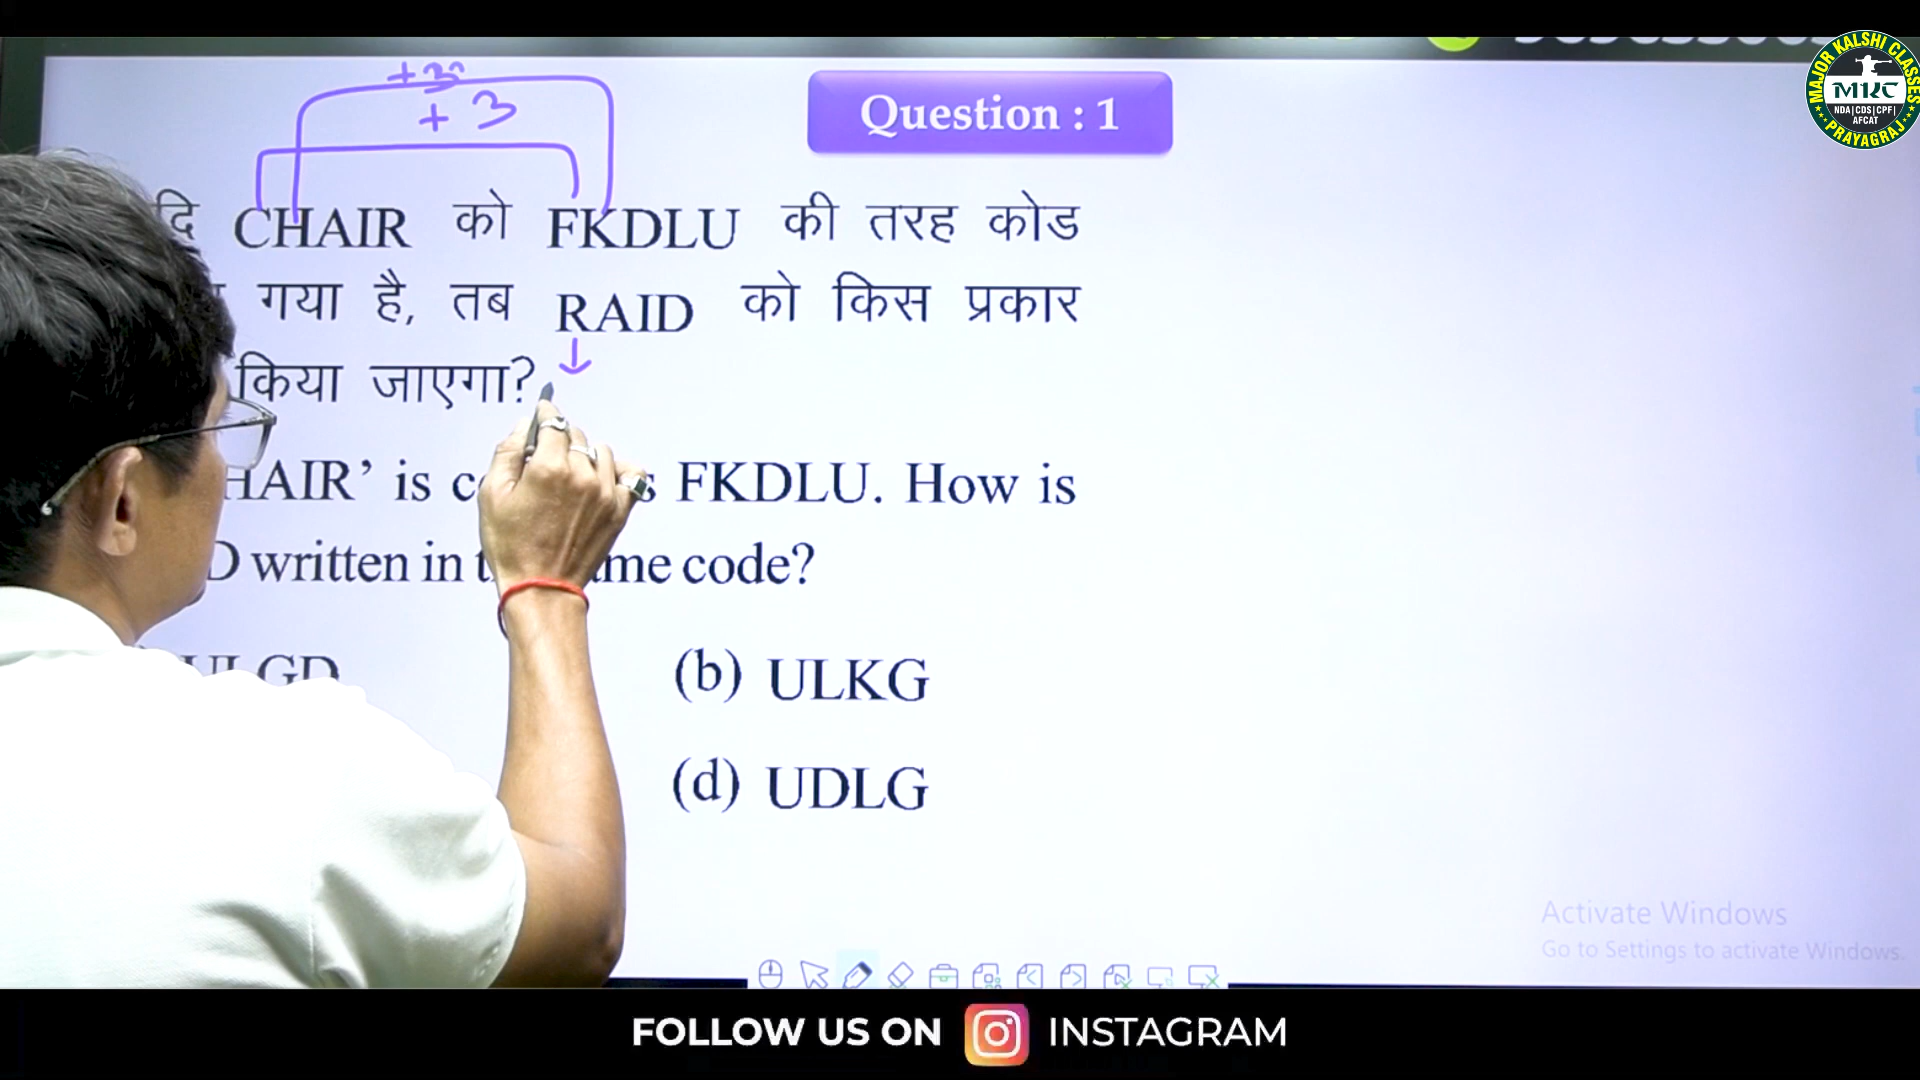 MAJOR KALSHI CLASSES
MKC
NDA|CDS|CPF|
AFCAT
PRAYAGRAJ
Question : 1
+3
+ 3
CHAIR को FKDLU की तरह कोड
गया है, तब RAID को किस प्रकार
किया जाएगा?
HAIR’ is FKDLU. How is
D written in me code?
ULGD
(b) ULKG
(d) UDLG
Activate Windows
Go to Settings to activate Windows.
FOLLOW US ON INSTAGRAM